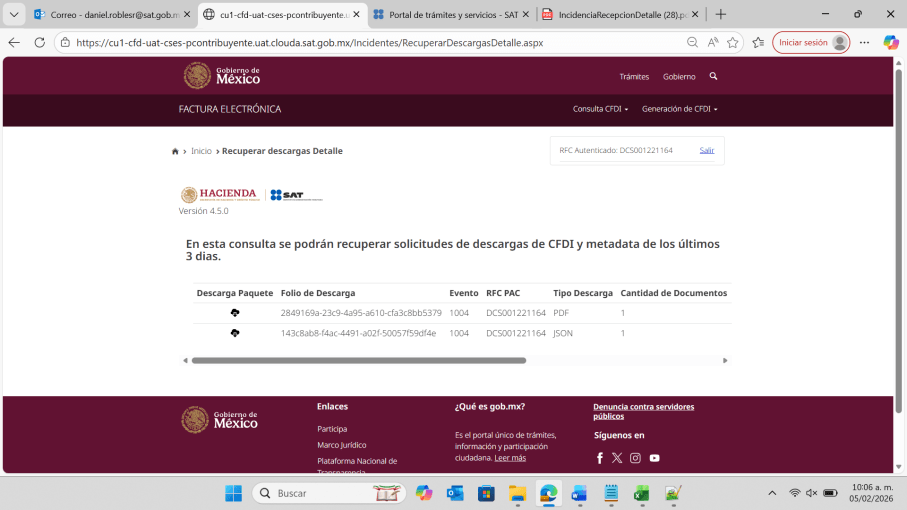 Correo - daniel.roblesr@sat.gob.m
cu1-cfd-uat-cses-pcontribuyente.u
Portal de trámites y servicios - SAT
IncidenciaRecepcionDetalle (28).p
https://cu1-cfd-uat-cses-pcontribuyente.uat.clouda.sat.gob.mx/Incidentes/RecuperarDescargasDetalle.aspx
Iniciar sesión
Gobierno de
México
Trámites
Gobierno
FACTURA ELECTRÓNICA
Consulta CFDI
Generación de CFDI
Inicio > Recuperar descargas Detalle
RFC Autenticado: DCS001221164
Salir
HACIENDA
SAT
Versión 4.5.0
En esta consulta se podrán recuperar solicitudes de descargas de CFDI y metadata de los últimos
3 dias.
Descarga Paquete Folio de Descarga Evento RFC PAC Tipo Descarga Cantidad de Documentos
2849169a-23c9-4a95-a610-cfa3c8bb5379 1004 DCS001221164 PDF 1
143c8ab8-f4ac-4491-a02f-50057f59df4e 1004 DCS001221164 JSON 1
Gobierno de
México
Enlaces
Participa
Marco Jurídico
Plataforma Nacional de
Transparencia
¿Qué es gob.mx?
Es el portal único de trámites,
información y participación
ciudadana. Leer más
Denuncia contra servidores
públicos
Síguenos en
Buscar
10:06 a. m.
05/02/2026